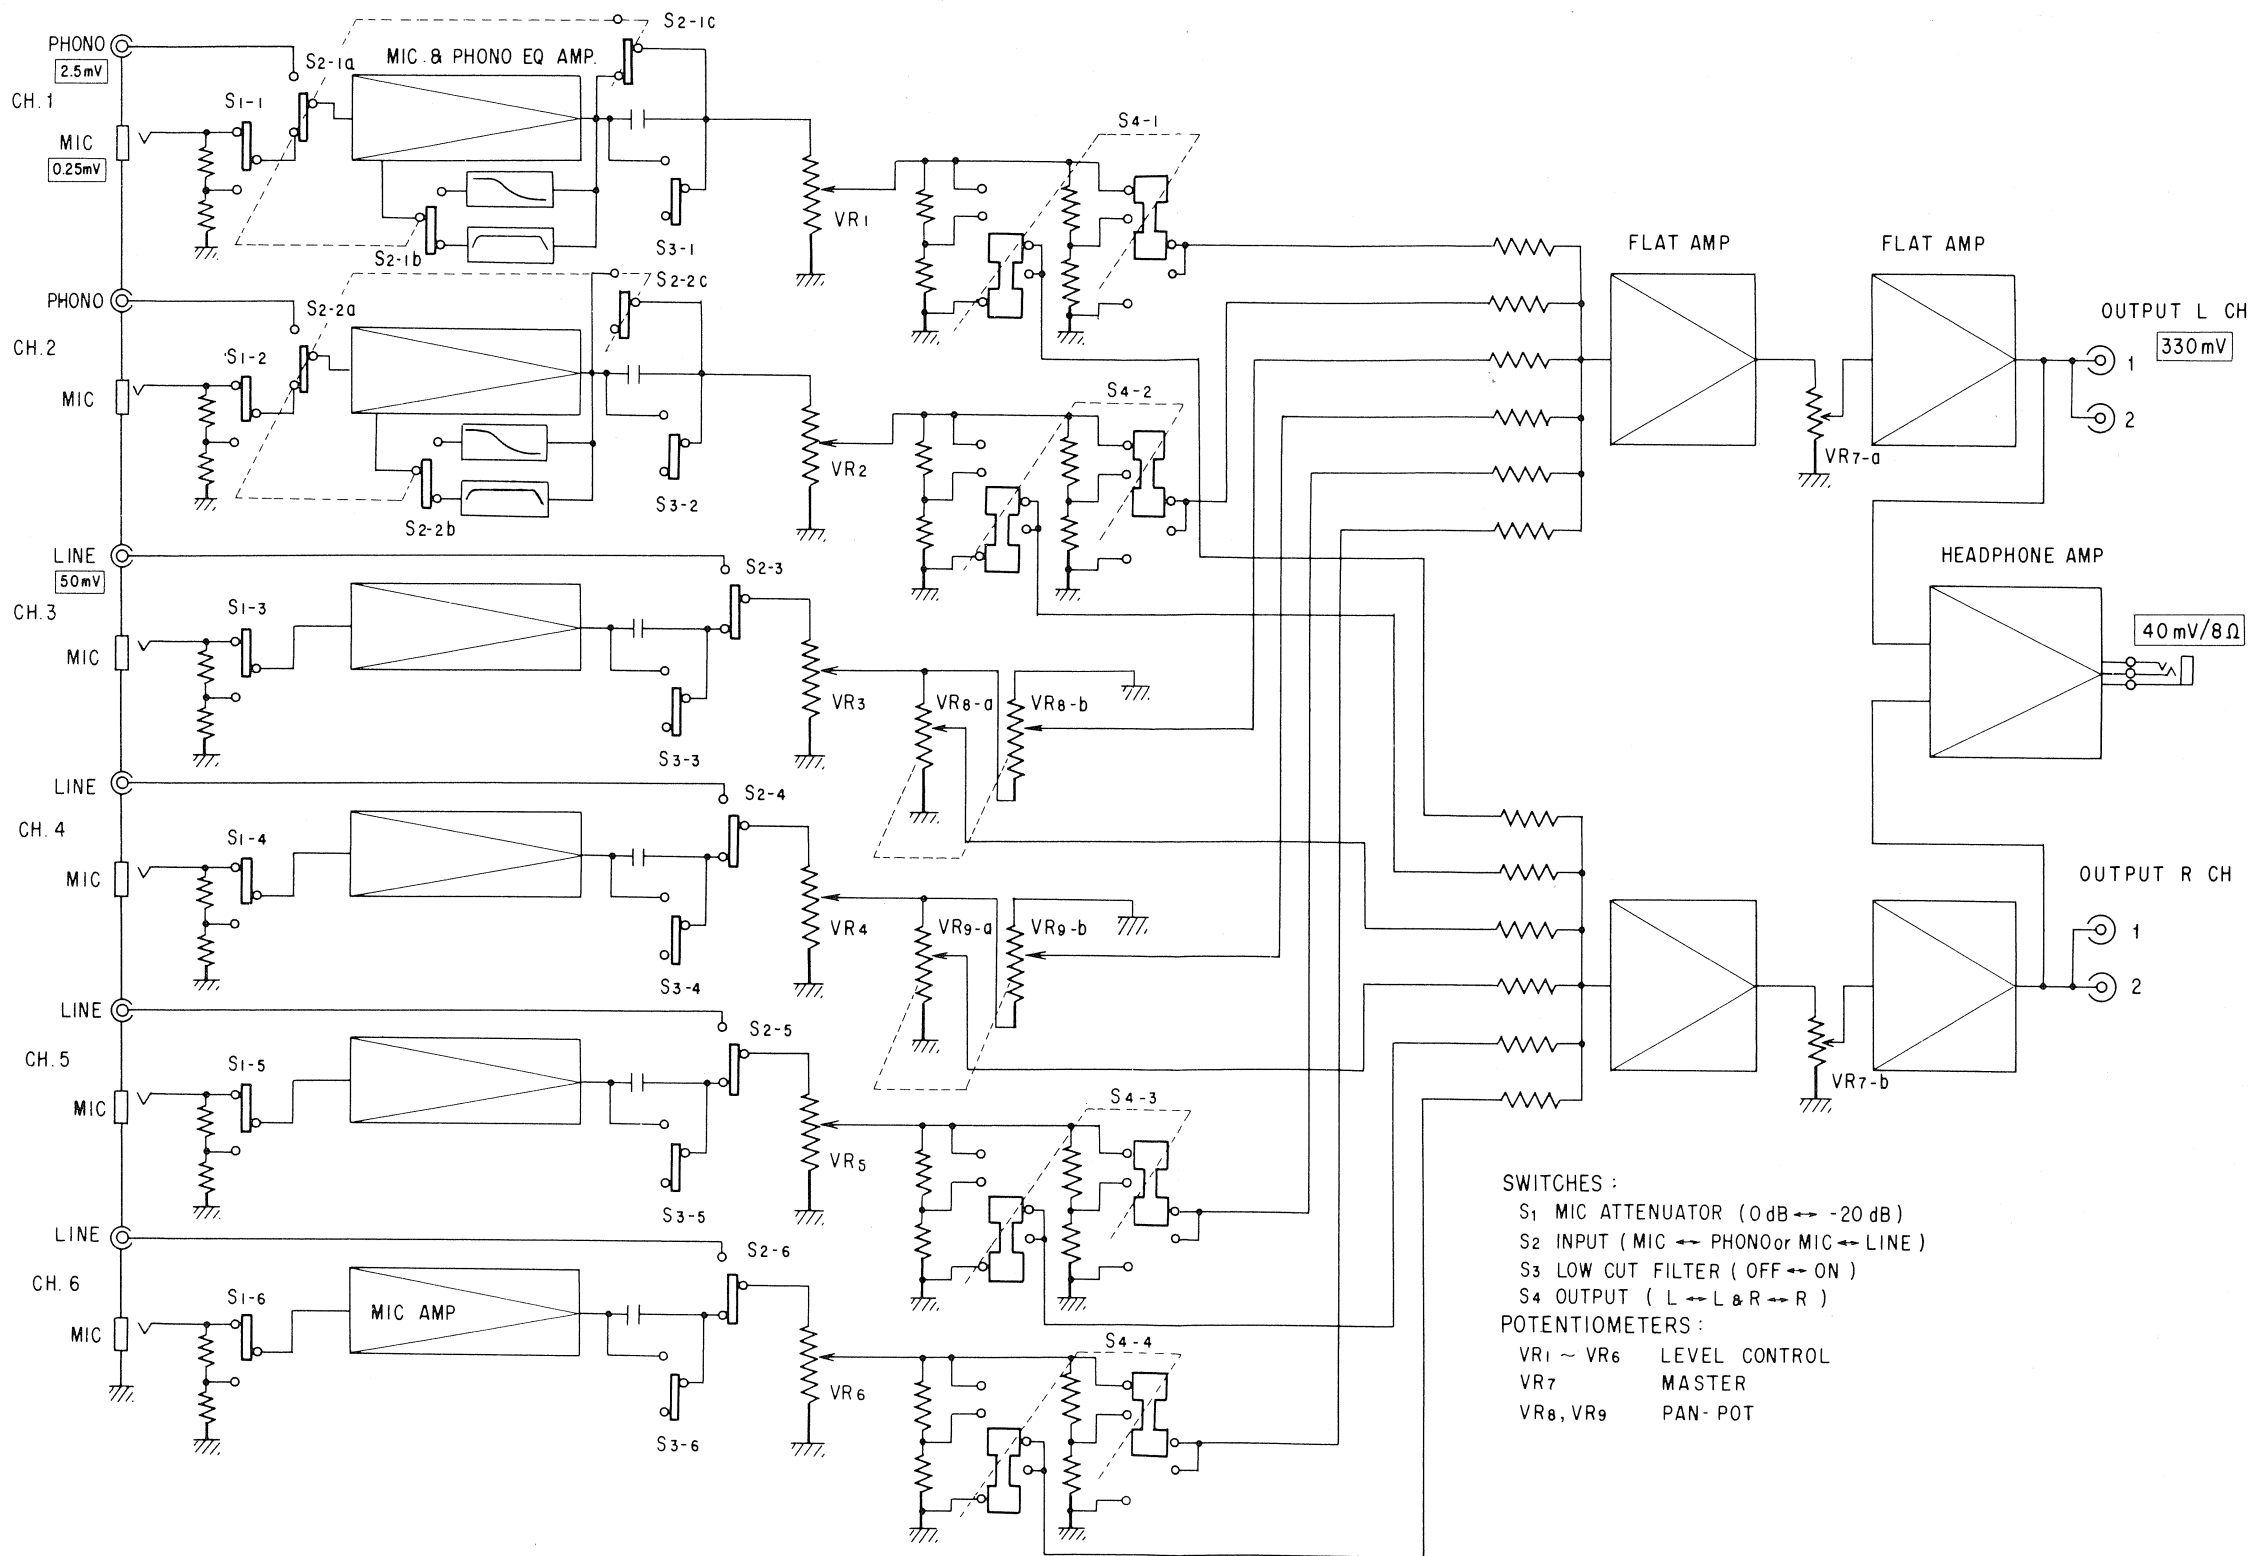 S2-1c
PHONO
2.5mV
MIC & PHONO EQ AMP.
S2-1a
CH.1
S1-1
MIC
0.25mV
S4-1
VR1
S2-1b
S3-1
FLAT AMP
FLAT AMP
PHONO
S2-2a
S2-2c
OUTPUT L CH
330mV
CH.2
S1-2
1
MIC
S4-2
2
VR2
VR7-a
S3-2
S2-2b
LINE
50mV
S2-3
HEADPHONE AMP
CH.3
S1-3
40mV/8Ω
MIC
VR3
VR8-a
VR8-b
S3-3
LINE
S2-4
CH.4
S1-4
MIC
OUTPUT R CH
VR4
VR9-a
VR9-b
1
S3-4
2
LINE
S2-5
CH.5
S1-5
VR7-b
MIC
S4-3
VR5
S3-5
LINE
S2-6
CH.6
S1-6
MIC AMP
MIC
S4-4
VR6
S3-6
SWITCHES :
S1 MIC ATTENUATOR (0dB ↔ -20dB)
S2 INPUT ( MIC ↔ PHONO or MIC ↔ LINE )
S3 LOW CUT FILTER ( OFF ↔ ON )
S4 OUTPUT ( L ↔ L & R ↔ R )
POTENTIOMETERS :
VR1 ~ VR6 LEVEL CONTROL
VR7 MASTER
VR8, VR9 PAN-POT